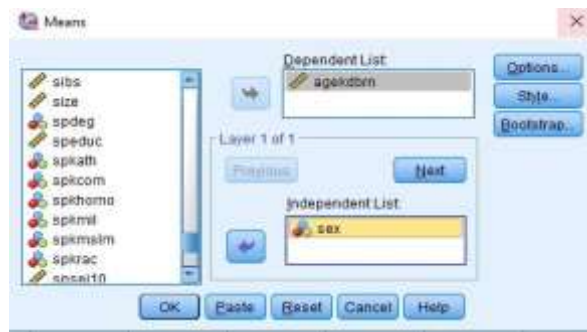 Means
sibs
size
spdeg
speduc
spkath
spkcom
spkhomo
spkmil
spkmslm
spkrac
spsei10
Dependent List:
agekdbrn
Layer 1 of 1
Previous
Next
Independent List:
sex
Options...
Style...
Bootstrap...
OK
Paste
Reset
Cancel
Help